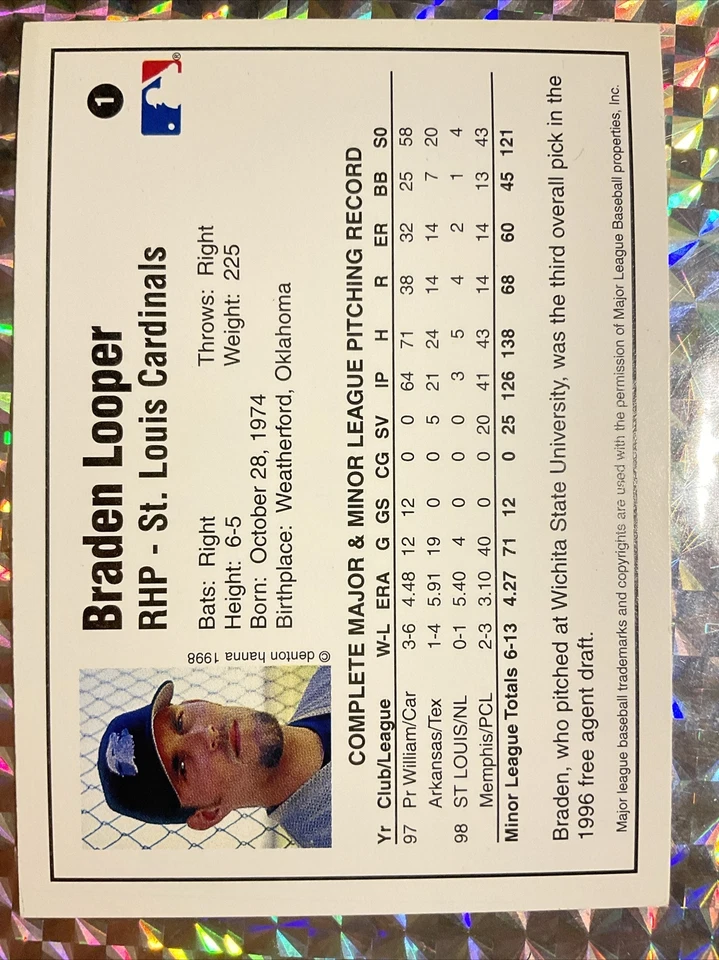 1
®
Braden Looper
RHP - St. Louis Cardinals
Bats: Right Throws: Right
Height: 6-5 Weight: 225
Born: October 28, 1974
Birthplace: Weatherford, Oklahoma
© denton hanna 1998
COMPLETE MAJOR & MINOR LEAGUE PITCHING RECORD
Yr Club/League W-L ERA G GS CG SV IP H R ER BB SO
97 Pr William/Car 3-6 4.48 12 12 0 0 64 71 38 32 25 58
Arkansas/Tex 1-4 5.91 19 0 0 5 21 24 14 14 7 20
98 ST LOUIS/NL 0-1 5.40 4 0 0 0 3 5 4 2 1 4
Memphis/PCL 2-3 3.10 40 0 0 20 41 43 14 14 13 43
Minor League Totals 6-13 4.27 71 12 0 25 126 138 68 60 45 121
Braden, who pitched at Wichita State University, was the third overall pick in the
1996 free agent draft.
Major league baseball trademarks and copyrights are used with the permission of Major League Baseball properties, Inc.